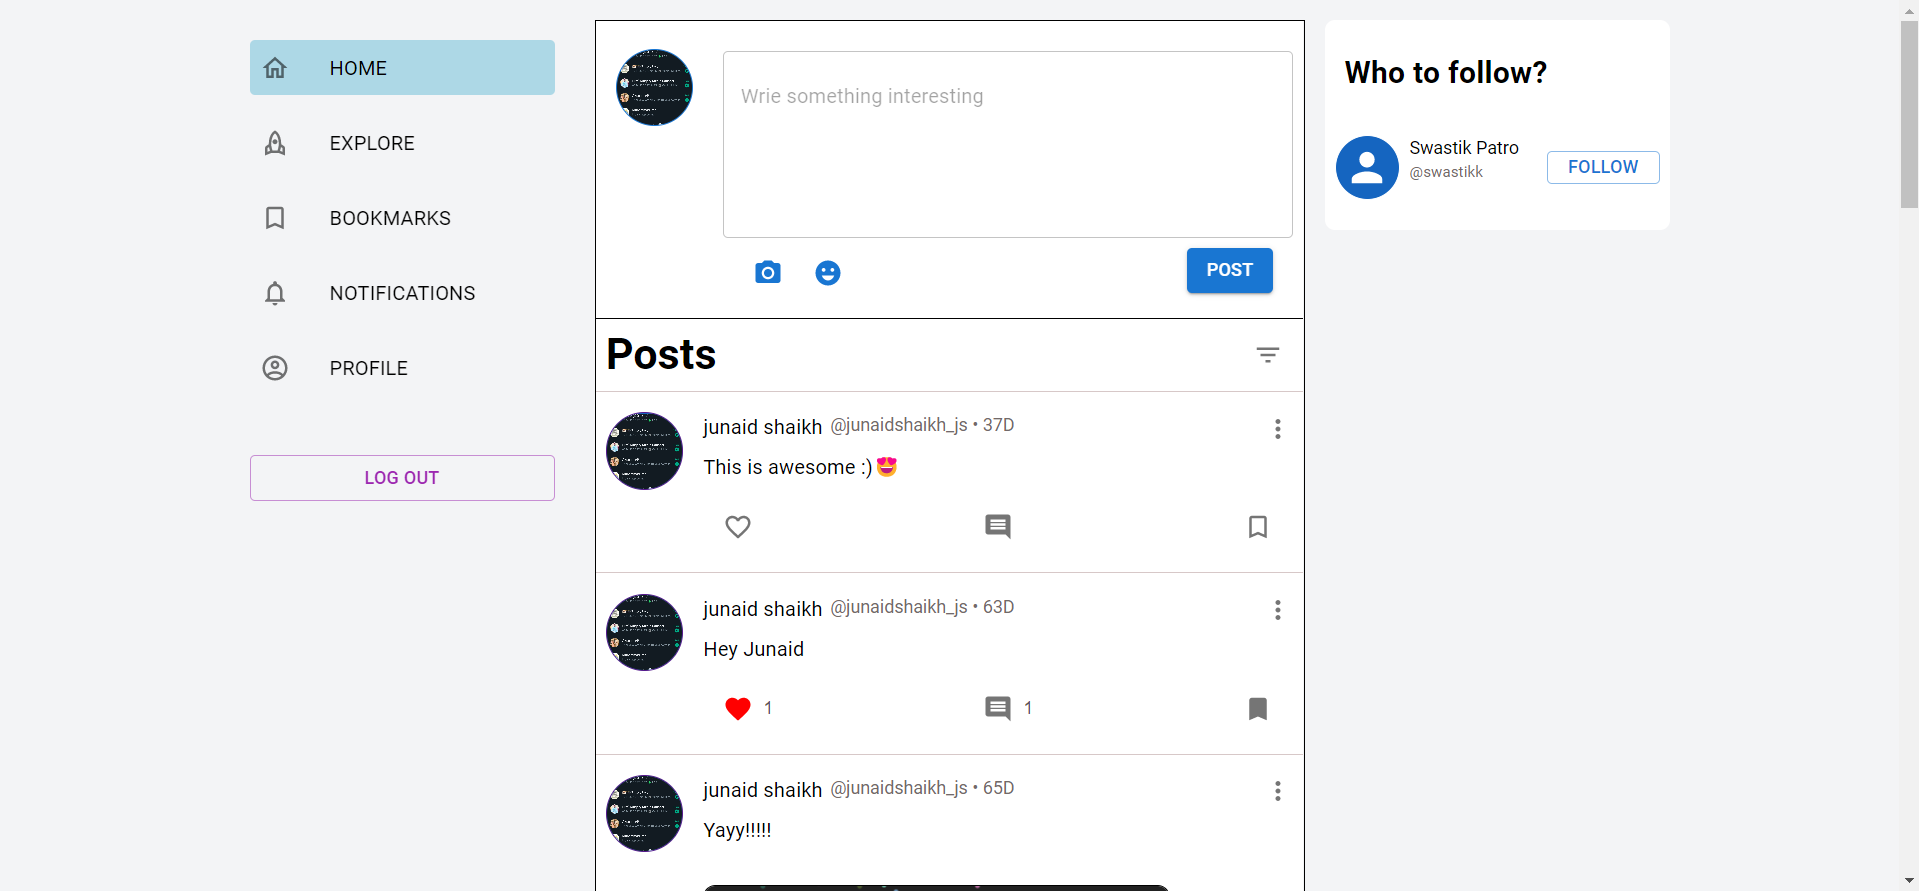 HOME
EXPLORE
BOOKMARKS
NOTIFICATIONS
PROFILE
LOG OUT
Wrie something interesting
POST
Posts
junaid shaikh @junaidshaikh_js • 37D
This is awesome :)😍
junaid shaikh @junaidshaikh_js • 63D
Hey Junaid
1 1
junaid shaikh @junaidshaikh_js • 65D
Yayy!!!!!
Who to follow?
Swastik Patro
@swastikk
FOLLOW